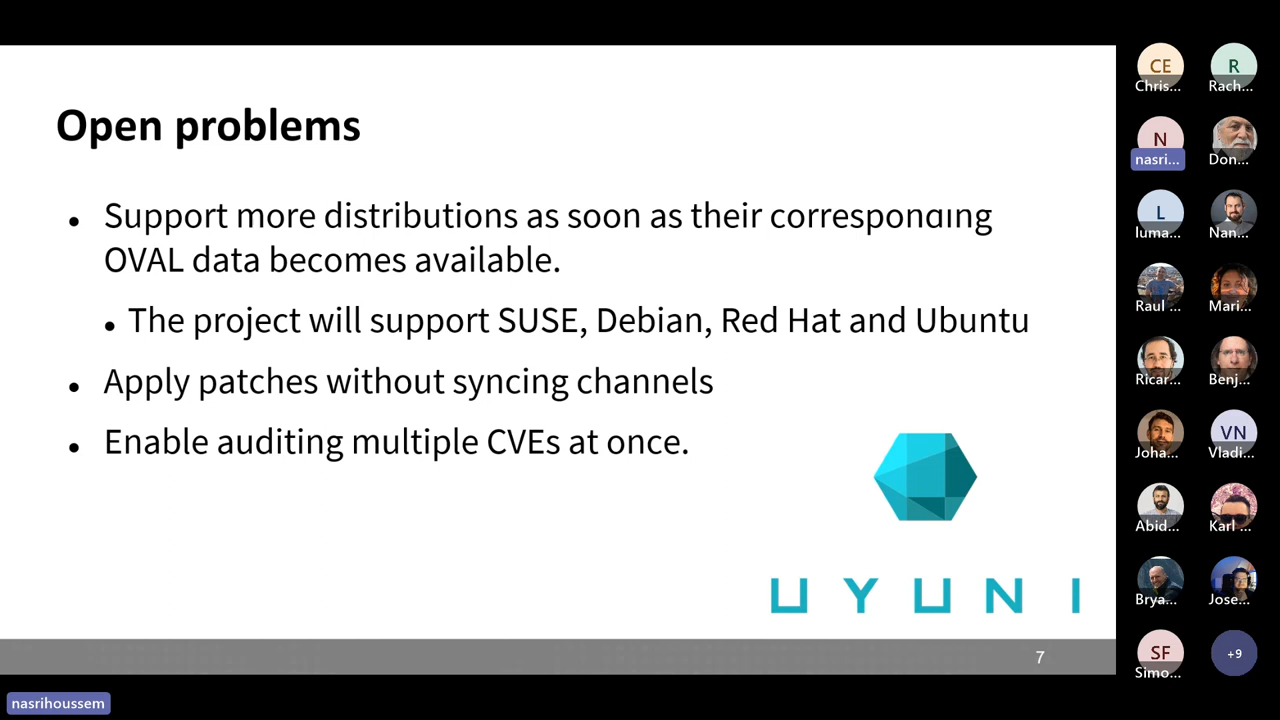 Open problems
Support more distributions as soon as their corresponding
OVAL data becomes available.
The project will support SUSE, Debian, Red Hat and Ubuntu
Apply patches without syncing channels
Enable auditing multiple CVEs at once.
UYUNI
7
nasrihoussem
CE
Chris...
R
Rach...
N
nasri...
Don...
L
luma...
Nan...
Raul ...
Mari...
Ricar...
Benj...
Joha...
VN
Vladi...
Abid...
Karl ...
Brya...
Jose...
SF
Simo...
+9